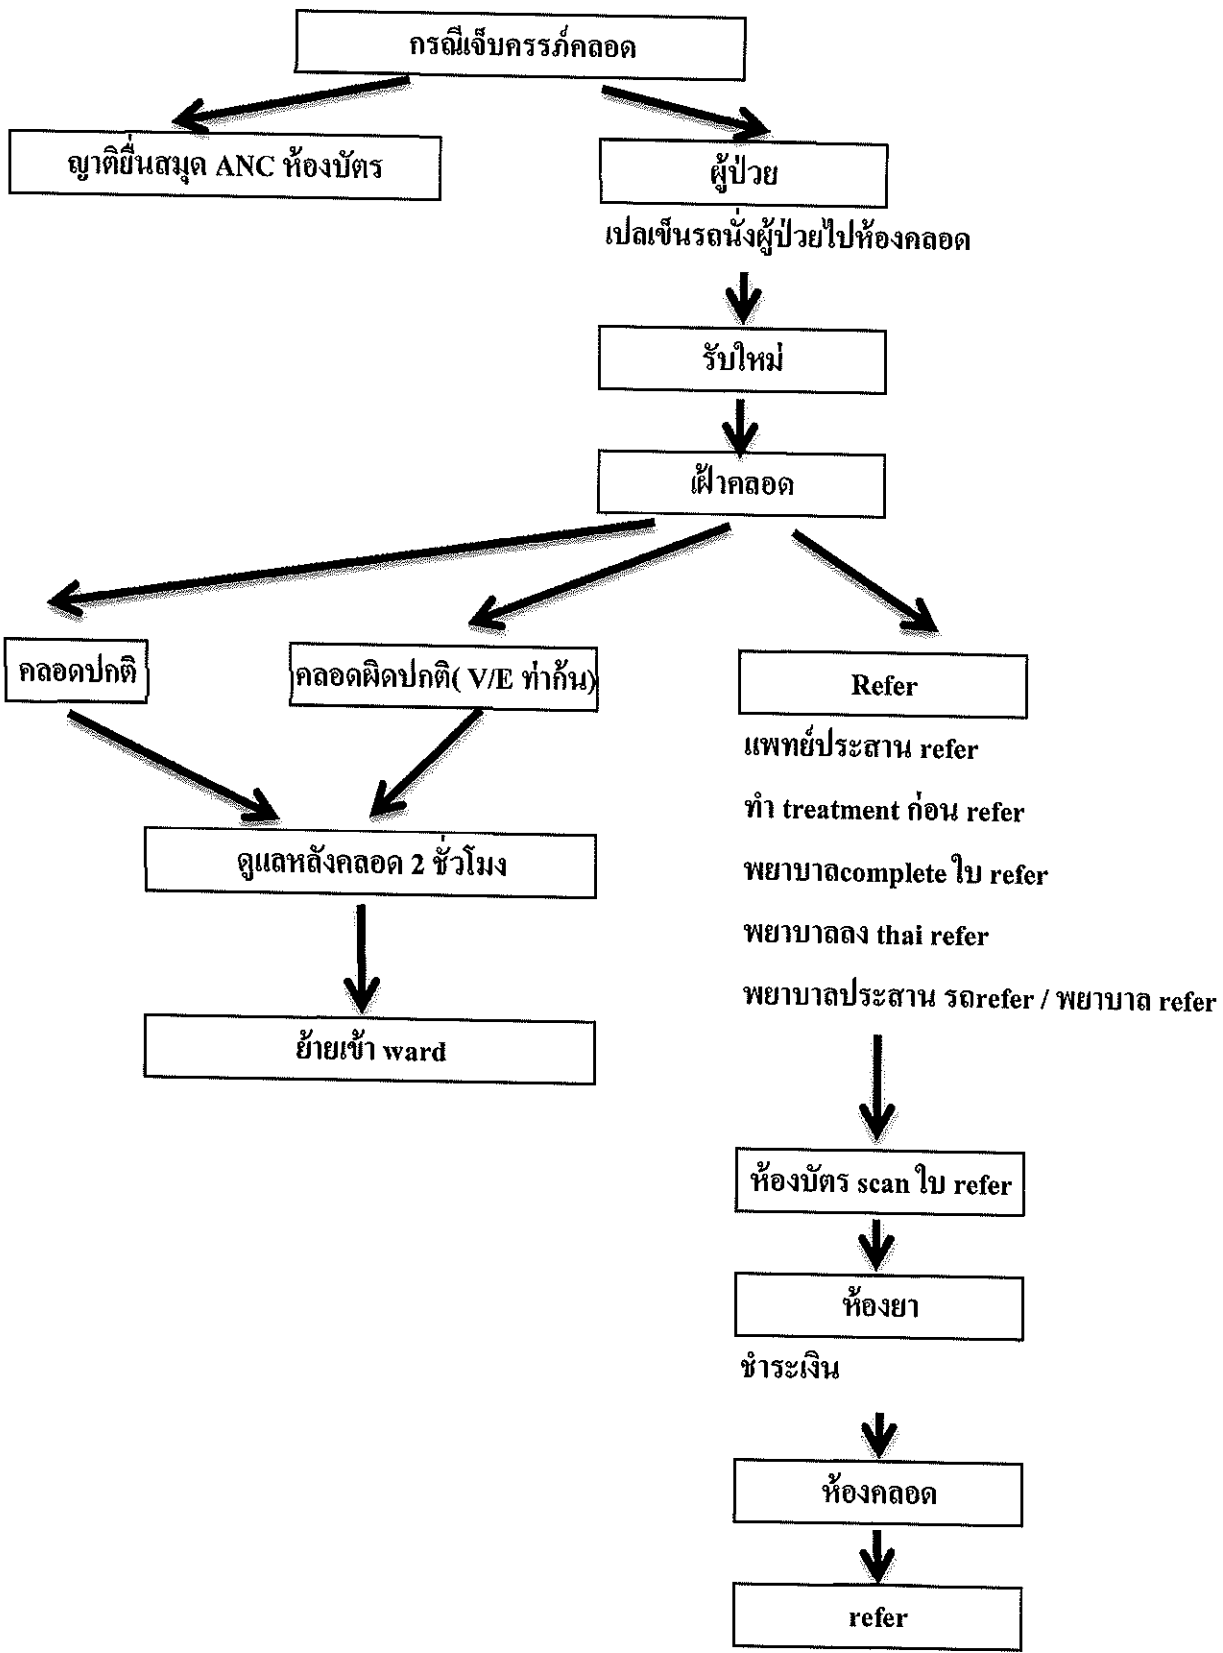 กรณีเจ็บครรภ์คลอด
ญาติยื่นสมุด ANC ห้องบัตร
ผู้ป่วย
เปลเข็นรถนั่งผู้ป่วยไปห้องคลอด
รับใหม่
เฝ้าคลอด
คลอดปกติ
คลอดผิดปกติ( V/E ท่าก้น)
Refer
แพทย์ประสาน refer
ทำ treatment ก่อน refer
พยาบาลcomplete ใบ refer
พยาบาลลง thai refer
พยาบาลประสาน รถrefer / พยาบาล refer
ดูแลหลังคลอด 2 ชั่วโมง
ย้ายเข้า ward
ห้องบัตร scan ใบ refer
ห้องยา
ชำระเงิน
ห้องคลอด
refer